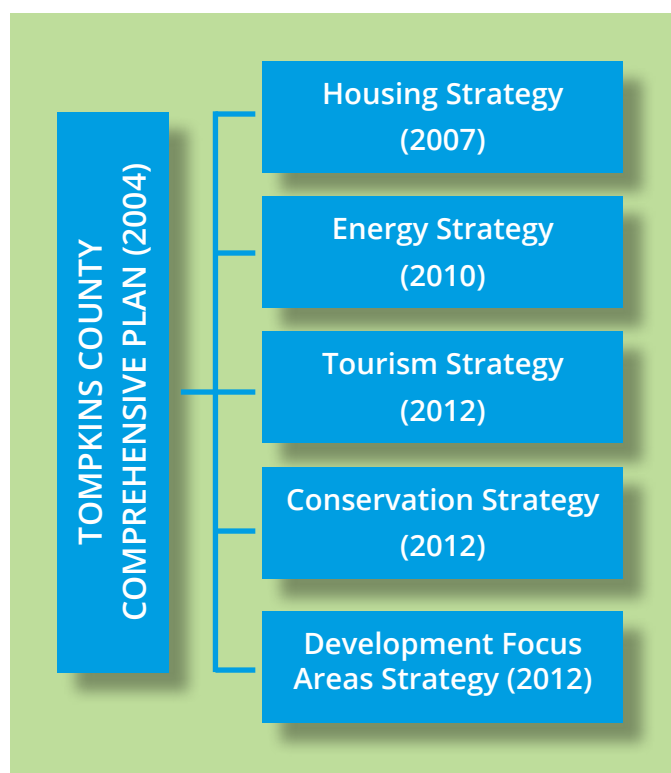 TOMPKINS COUNTY
COMPREHENSIVE PLAN (2004)
Housing Strategy
(2007)
Energy Strategy
(2010)
Tourism Strategy
(2012)
Conservation Strategy
(2012)
Development Focus
Areas Strategy (2012)